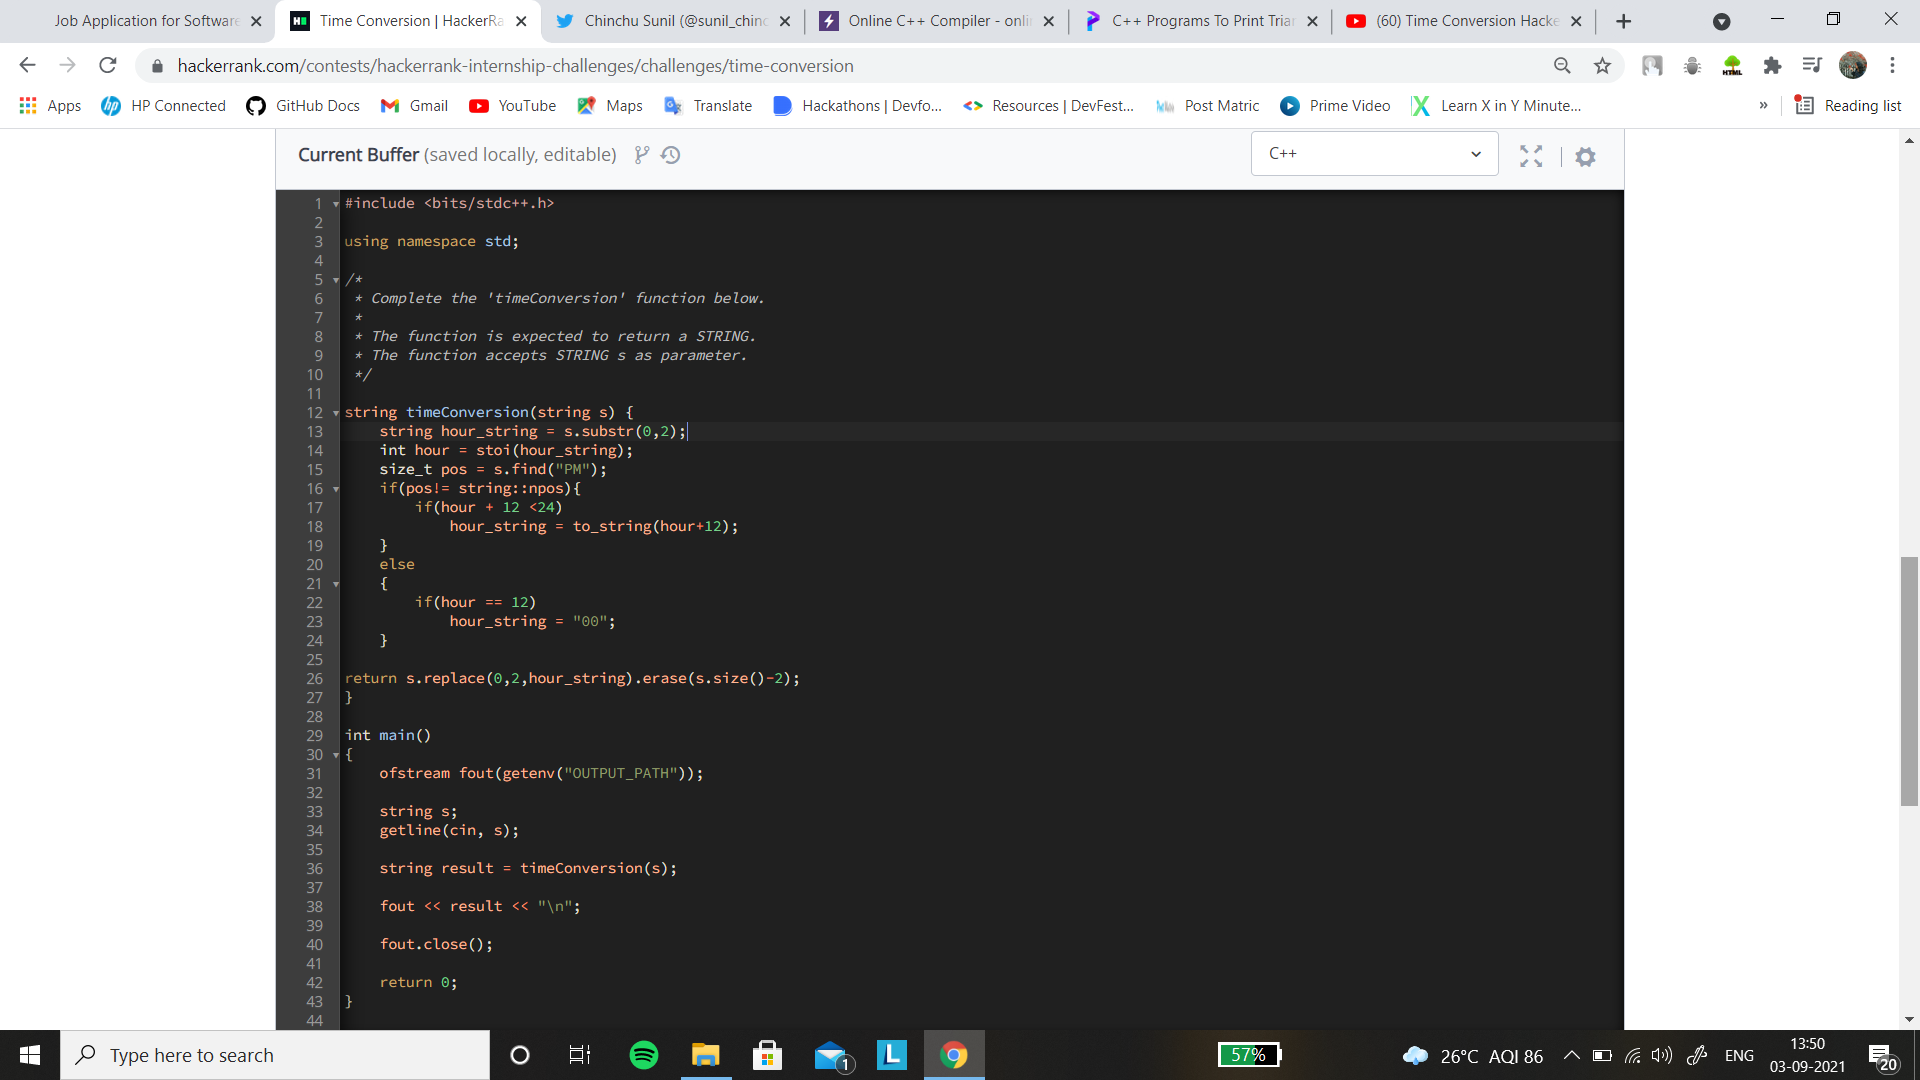 Job Application for Software
Time Conversion | HackerRa
Chinchu Sunil (@sunil_chinc
Online C++ Compiler - onli
C++ Programs To Print Trian
(60) Time Conversion Hacke
hackerrank.com/contests/hackerrank-internship-challenges/challenges/time-conversion
Apps HP Connected GitHub Docs Gmail YouTube Maps Translate Hackathons | Devfo... Resources | DevFest... Post Matric Prime Video Learn X in Y Minute... » Reading list
Current Buffer (saved locally, editable)
C++
1 #include <bits/stdc++.h>
2
3 using namespace std;
4
5 /*
6 * Complete the 'timeConversion' function below.
7 *
8 * The function is expected to return a STRING.
9 * The function accepts STRING s as parameter.
10 */
11
12 string timeConversion(string s) {
13 string hour_string = s.substr(0,2);
14 int hour = stoi(hour_string);
15 size_t pos = s.find("PM");
16 if(pos!= string::npos){
17 if(hour + 12 <24)
18 hour_string = to_string(hour+12);
19 }
20 else
21 {
22 if(hour == 12)
23 hour_string = "00";
24 }
25
26 return s.replace(0,2,hour_string).erase(s.size()-2);
27 }
28
29 int main()
30 {
31 ofstream fout(getenv("OUTPUT_PATH"));
32
33 string s;
34 getline(cin, s);
35
36 string result = timeConversion(s);
37
38 fout << result << "\n";
39
40 fout.close();
41
42 return 0;
43 }
44
Type here to search
1
L
57%
26°C AQI 86
ENG
13:50
03-09-2021
20